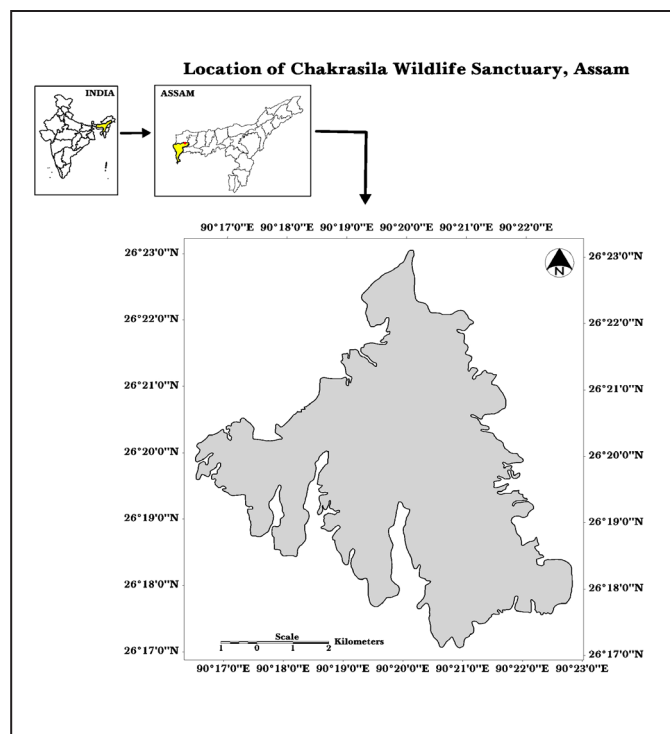 Location of Chakrasila Wildlife Sanctuary, Assam
INDIA
ASSAM
90°17'0"E 90°18'0"E 90°19'0"E 90°20'0"E 90°21'0"E 90°22'0"E
26°23'0"N 26°23'0"N
N
26°22'0"N 26°22'0"N
26°21'0"N 26°21'0"N
26°20'0"N 26°20'0"N
26°19'0"N 26°19'0"N
26°18'0"N 26°18'0"N
Scale
Kilometers
1 0 1 2
26°17'0"N 26°17'0"N
90°17'0"E 90°18'0"E 90°19'0"E 90°20'0"E 90°21'0"E 90°22'0"E 90°23'0"E